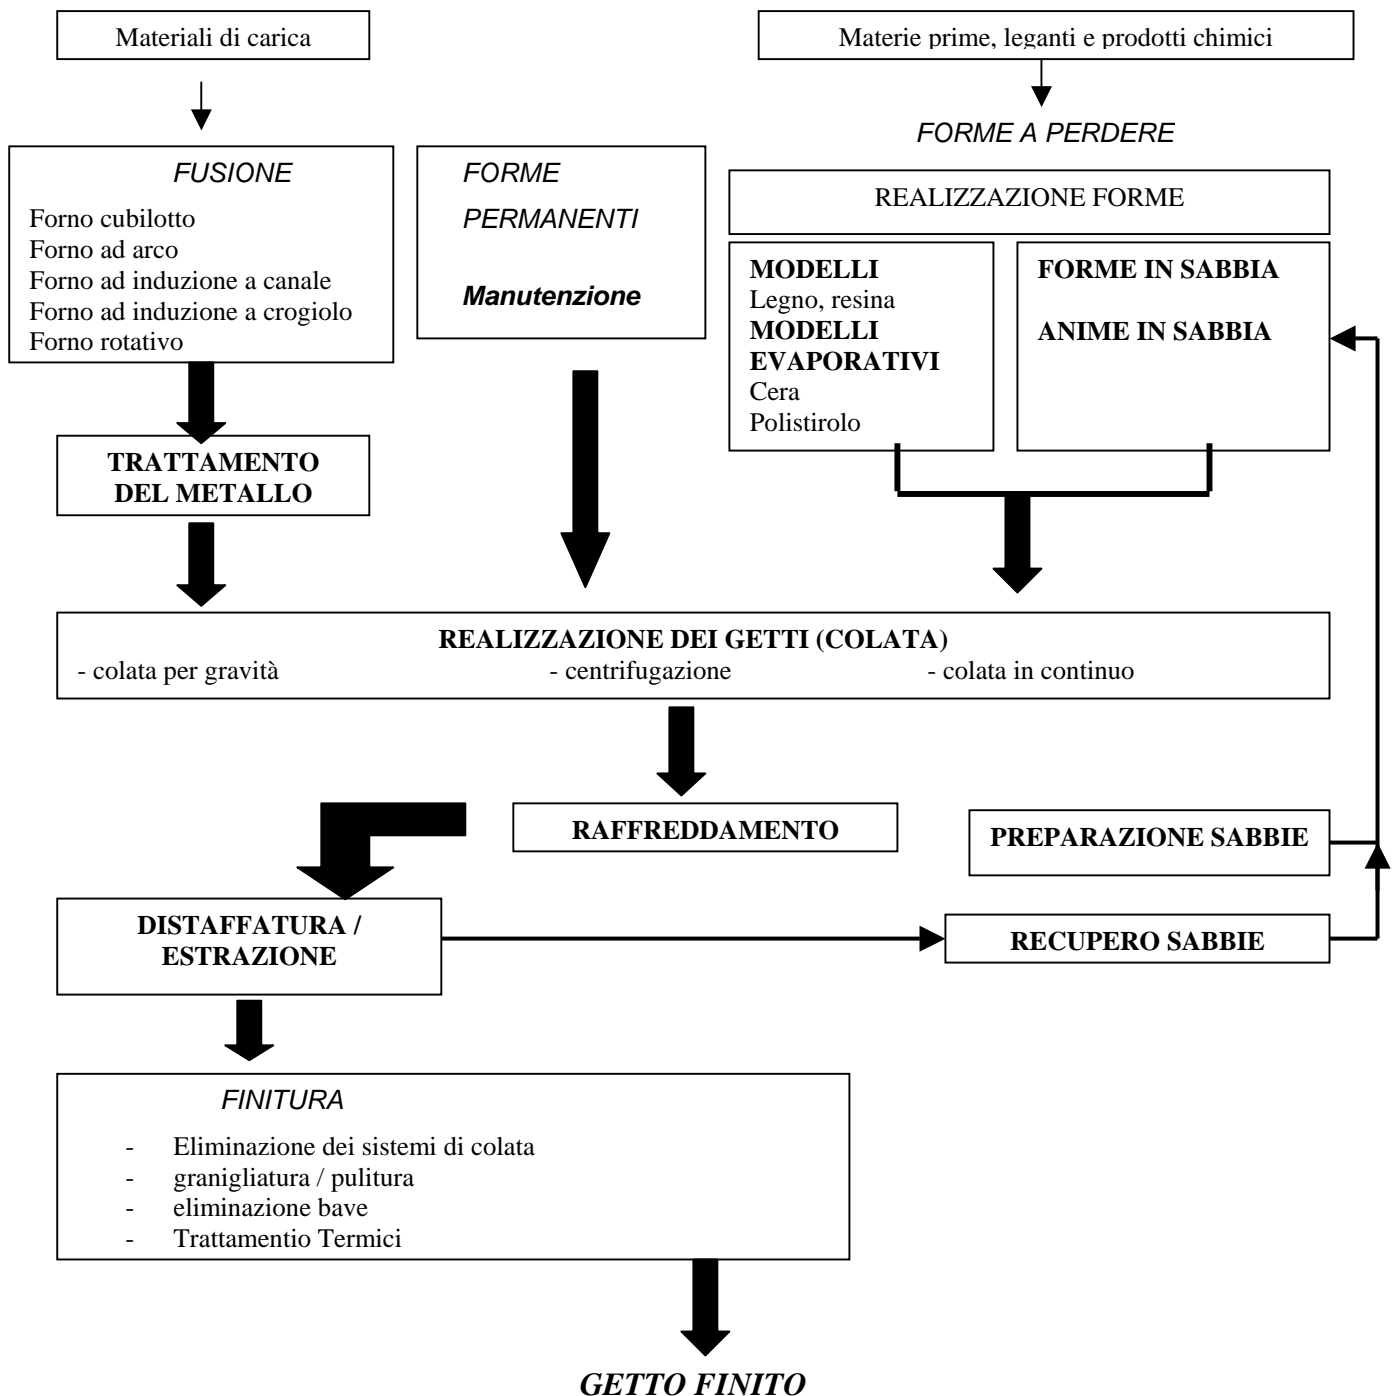 Materiali di carica
Materie prime, leganti e prodotti chimici
FORME A PERDERE
FUSIONE
Forno cubilotto
Forno ad arco
Forno ad induzione a canale
Forno ad induzione a crogiolo
Forno rotativo
FORME
PERMANENTI
Manutenzione
REALIZZAZIONE FORME
MODELLI
Legno, resina
MODELLI
EVAPORATIVI
Cera
Polistirolo
FORME IN SABBIA
ANIME IN SABBIA
TRATTAMENTO
DEL METALLO
REALIZZAZIONE DEI GETTI (COLATA)
- colata per gravità - centrifugazione - colata in continuo
RAFFREDDAMENTO
PREPARAZIONE SABBIE
DISTAFFATURA /
ESTRAZIONE
RECUPERO SABBIE
FINITURA
- Eliminazione dei sistemi di colata
- granigliatura / pulitura
- eliminazione bave
- Trattamentio Termici
GETTO FINITO